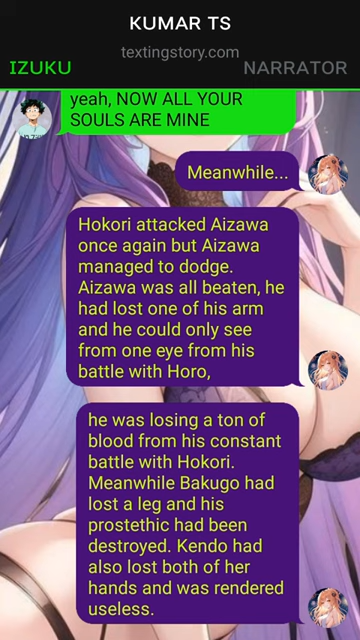 KUMAR TS
textingstory.com
IZUKU
NARRATOR
yeah, NOW ALL YOUR
SOULS ARE MINE
Meanwhile...
Hokori attacked Aizawa
once again but Aizawa
managed to dodge.
Aizawa was all beaten, he
had lost one of his arm
and he could only see
from one eye from his
battle with Horo,
he was losing a ton of
blood from his constant
battle with Hokori.
Meanwhile Bakugo had
lost a leg and his
prostethic had been
destroyed. Kendo had
also lost both of her
hands and was rendered
useless.